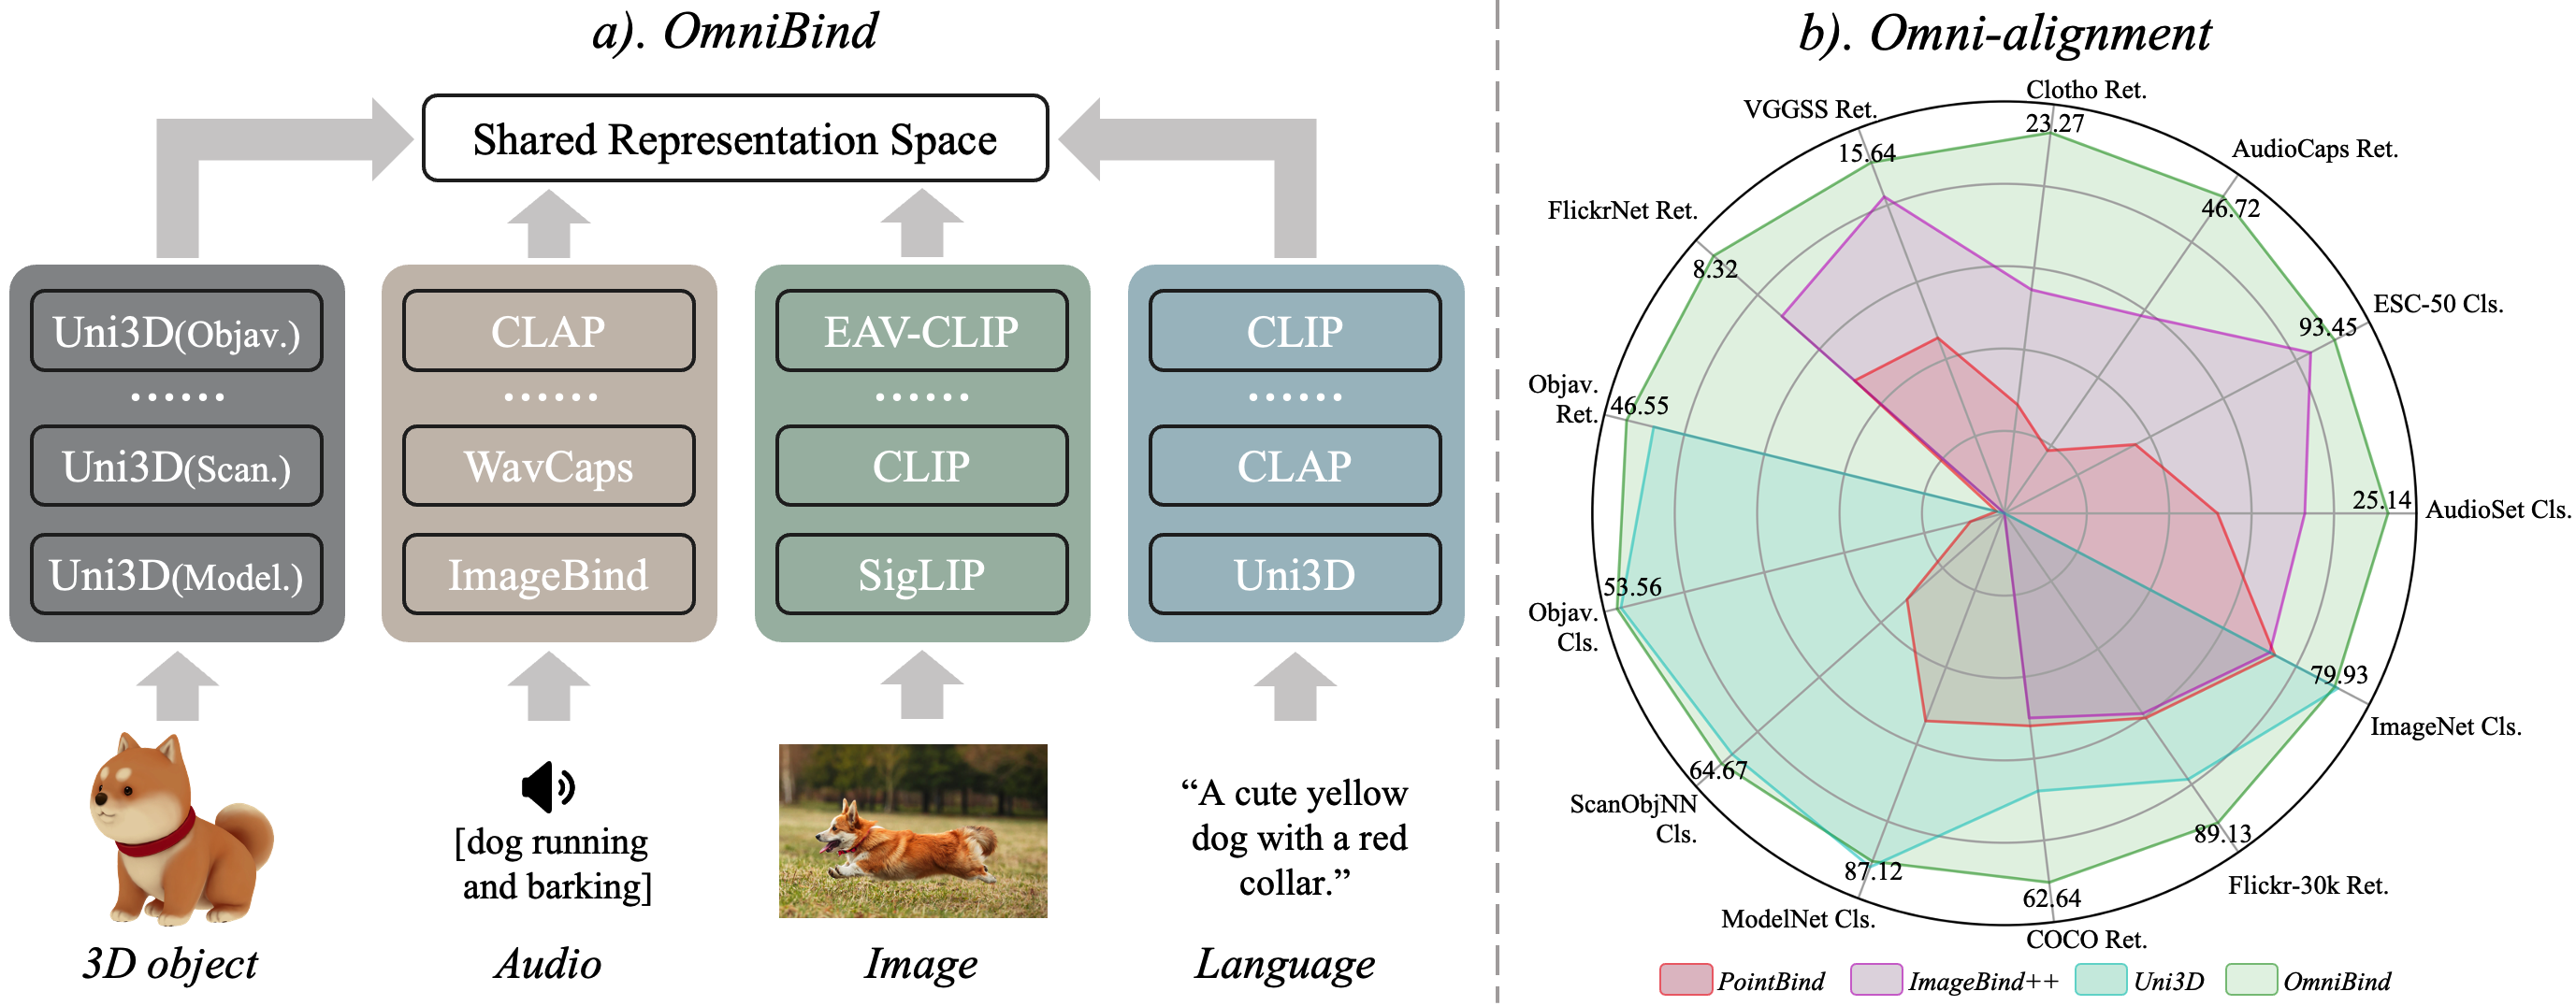 a). OmniBind
Shared Representation Space
Uni3D(Objav.)
......
Uni3D(Scan.)
Uni3D(Model.)
CLAP
......
WavCaps
ImageBind
EAV-CLIP
......
CLIP
SigLIP
CLIP
......
CLAP
Uni3D
[dog running
and barking]
“A cute yellow
dog with a red
collar.”
3D object
Audio
Image
Language
b). Omni-alignment
Clotho Ret.
23.27
VGGSS Ret.
15.64
AudioCaps Ret.
46.72
FlickrNet Ret.
8.32
ESC-50 Cls.
93.45
Objav.
Ret.
46.55
25.14
AudioSet Cls.
53.56
Objav.
Cls.
79.93
ImageNet Cls.
64.67
ScanObjNN
Cls.
89.13
Flickr-30k Ret.
87.12
ModelNet Cls.
62.64
COCO Ret.
PointBind
ImageBind++
Uni3D
OmniBind